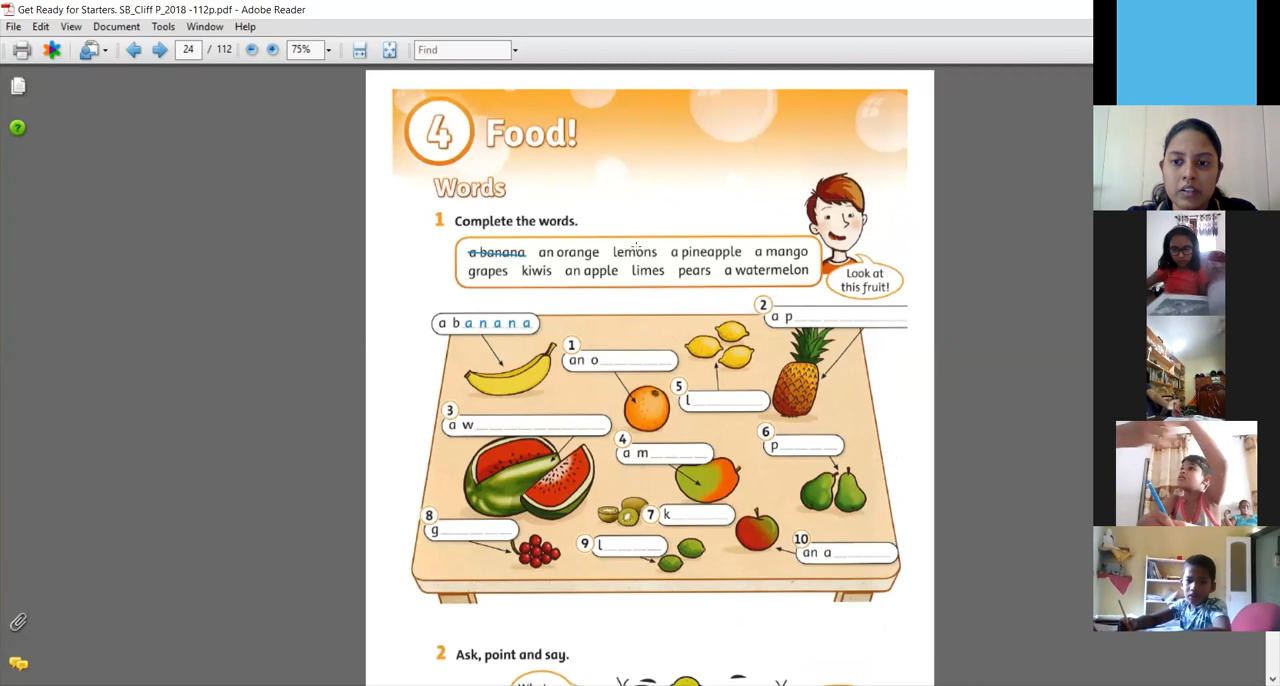 Get Ready for Starters. SB_Cliff P_2018 -112p.pdf - Adobe Reader
File Edit View Document Tools Window Help
24 / 112 75% Find
4 Food!
Words
1 Complete the words.
a banana an orange lemons a pineapple a mango
grapes kiwis an apple limes pears a watermelon
Look at
this fruit!
2
a p
a banana
1
an o
5
l
3
a w
4
a m
6
p
8
g
7 k
9 l
10
an a
2 Ask, point and say.